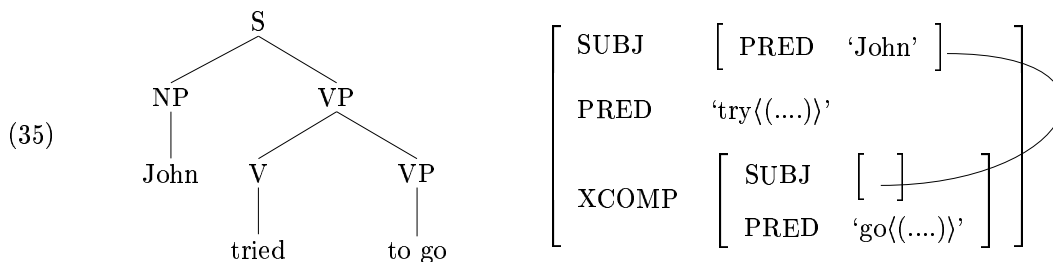 S
SUBJ [ PRED ‘John’ ]
NP VP
PRED ‘try⟨(....)⟩’
(35)
John V VP
SUBJ [ ]
XCOMP
PRED ‘go⟨(....)⟩’
tried to go